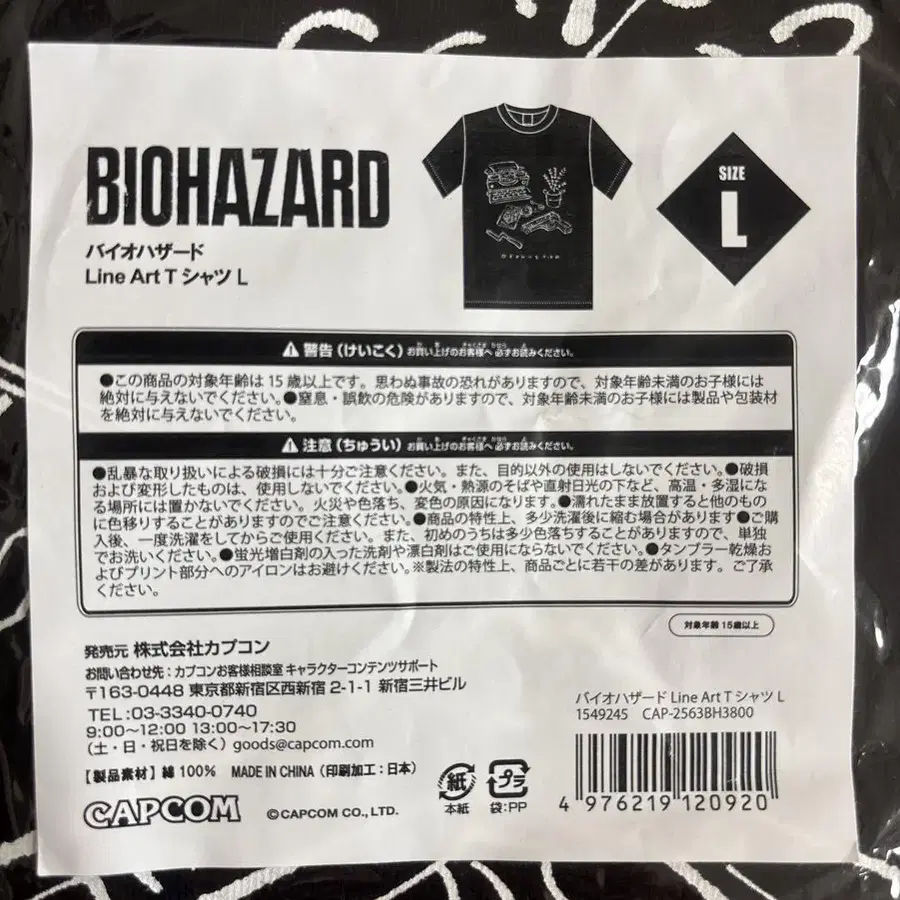 BIOHAZARD
バイオハザード
Line Art T シャツ L
SIZE
L
警告(けいこく)お買い上げのお客様へ 必ずお読みください。
●この商品の対象年齢は 15 歳以上です。思わぬ事故の恐れがありますので、対象年齢未満のお子様には
絶対に与えないでください。●窒息・誤飲の危険がありますので、対象年齢未満のお子様には製品や包装材
を絶対に与えないでください。
注意(ちゅうい)お買い上げのお客様へ 必ずお読みください。
●乱暴な取り扱いによる破損には十分ご注意ください。また、目的以外の使用はしないでください。●破損
および変形したものは、使用しないでください。●火気・熱源のそばや直射日光の下など、高温・多湿にな
る場所には置かないでください。火災や色落ち、変色の原因になります。●濡れたまま放置すると他のもの
に色移りすることがありますのでご注意ください。●商品の特性上、多少洗濯後に縮む場合があります●ご購
入後、一度洗濯をしてからご使用ください。また、初めのうちは多少色落ちすることがありますので、単独
でお洗いください。●蛍光増白剤の入った洗剤や漂白剤はご使用にならないでください。●タンブラー乾燥お
よびプリント部分へのアイロンはお避けください。※製法の特性上、商品ごとに若干の差があります。ご了承
ください。
対象年齢 15歳以上
発売元 株式会社カプコン
お問い合わせ先：カプコンお客様相談室 キャラクターコンテンツサポート
〒163-0448 東京都新宿区西新宿 2-1-1 新宿三井ビル
TEL:03-3340-0740
9:00~12:00 13:00~17:30
(土・日・祝日を除く) goods@capcom.com
【製品素材】綿 100% MADE IN CHINA (印刷加工：日本)
CAPCOM
©CAPCOM CO., LTD.
紙
本紙
プラ
袋:PP
バイオハザード Line Art T シャツ L
1549245 CAP-2563BH3800
4 976219 120920